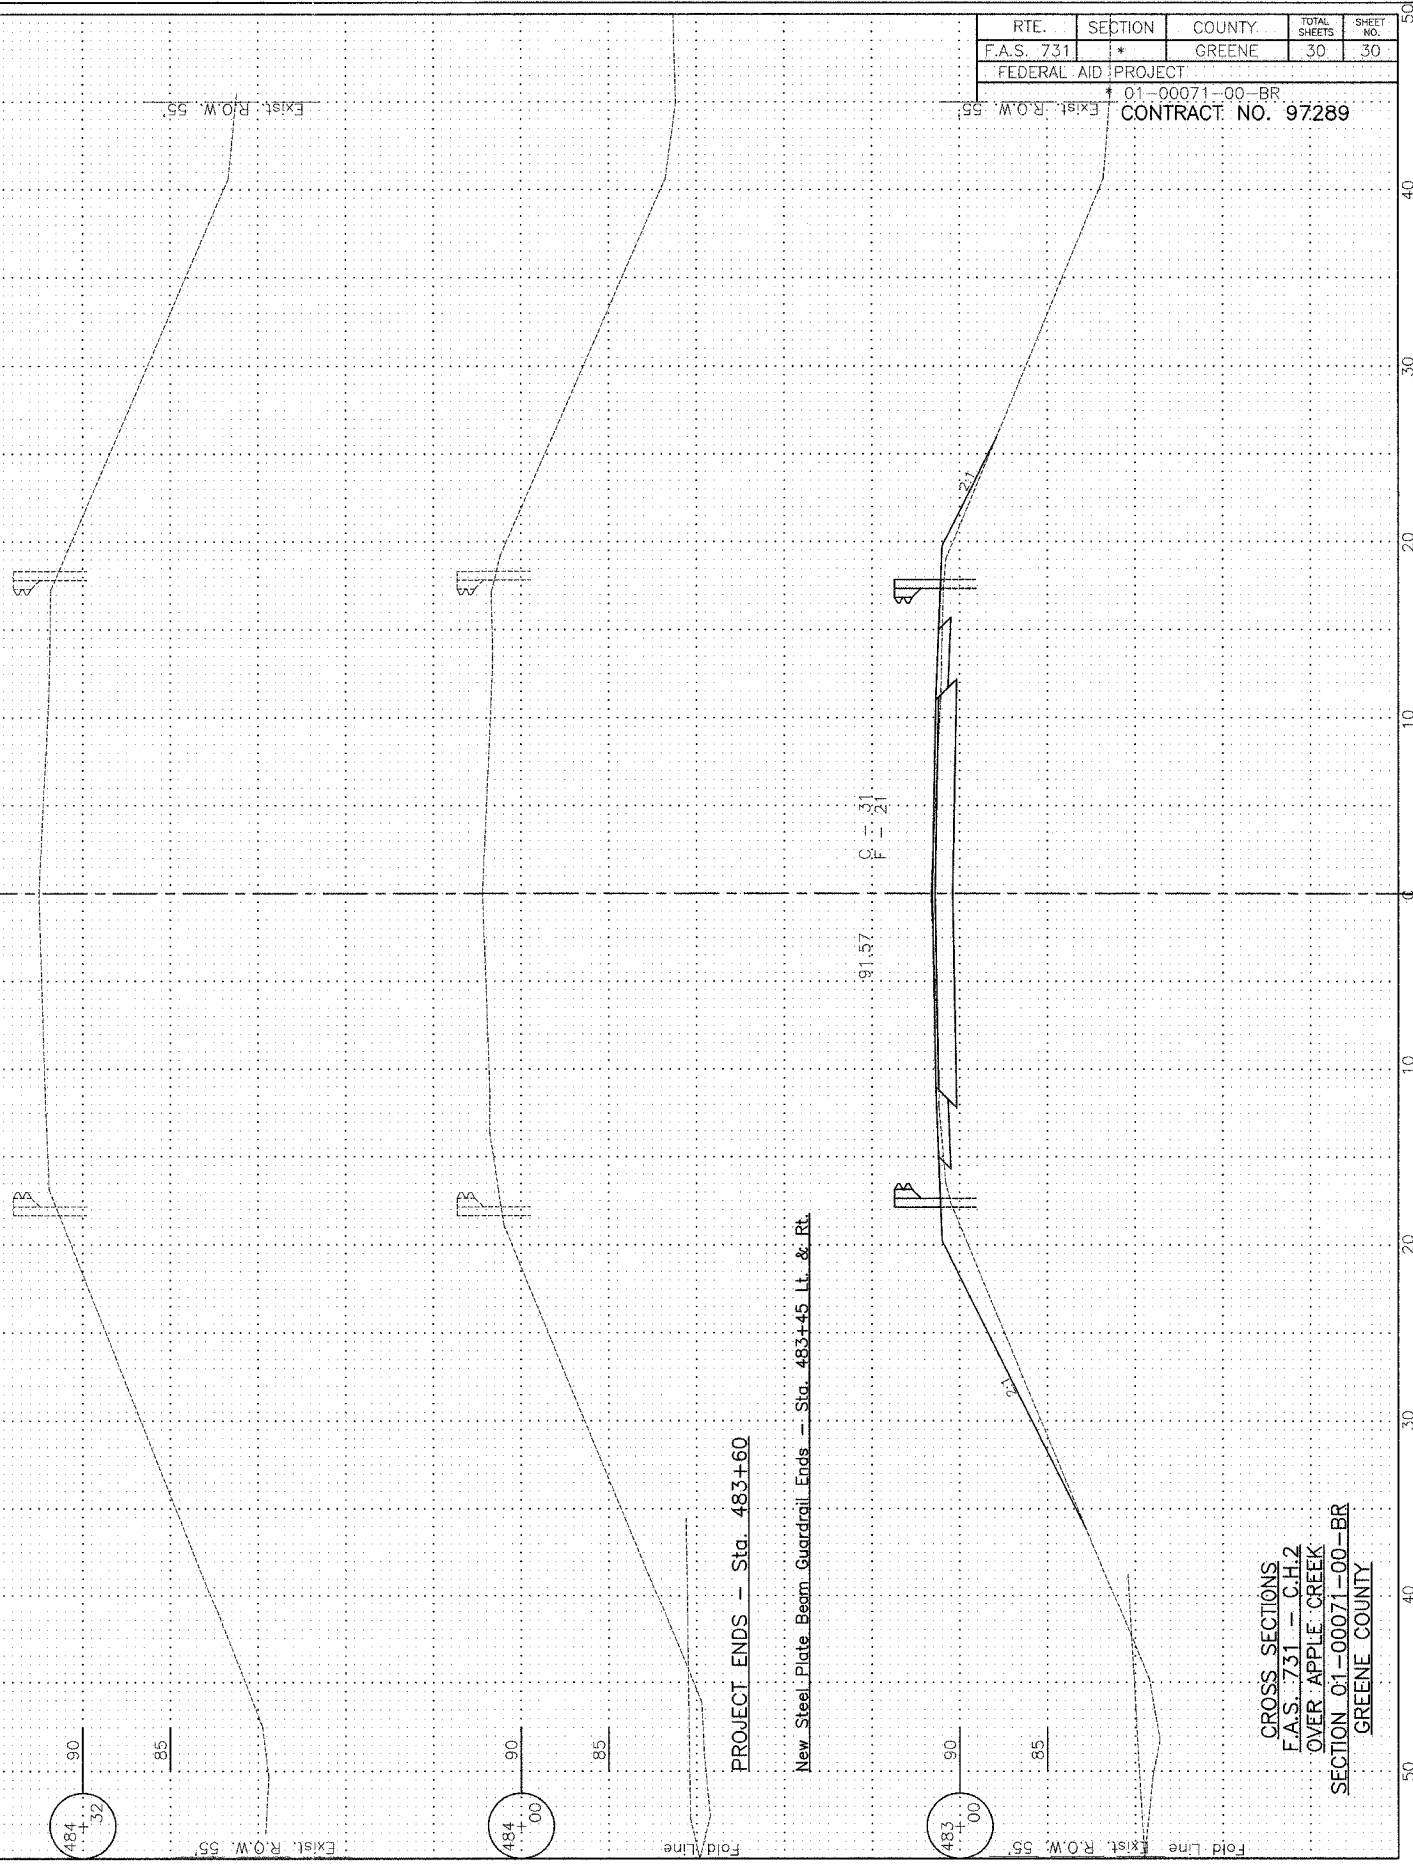 RTE. SECTION COUNTY TOTAL SHEETS SHEET NO.
F.A.S. 731 * GREENE 30 30
FEDERAL AID PROJECT
* 01-00071-00-BR
CONTRACT NO. 97289
Exist. R.O.W. 55'
Exist. R.O.W. 55'
50
40
30
20
10
0
10
20
30
40
50
90
85
484+32
Exist. R.O.W. 55'
90
85
484+00
Fold Line
PROJECT ENDS - Sta. 483+60
New Steel Plate Beam Guardrail Ends - Sta. 483+45 Lt. & Rt.
91.57
C = 31
F = 21
2:1
2:1
90
85
483+00
Exist. R.O.W. 55'
Fold Line
CROSS SECTIONS
F.A.S. 731 - C.H.2
OVER APPLE CREEK
SECTION 01-00071-00-BR
GREENE COUNTY